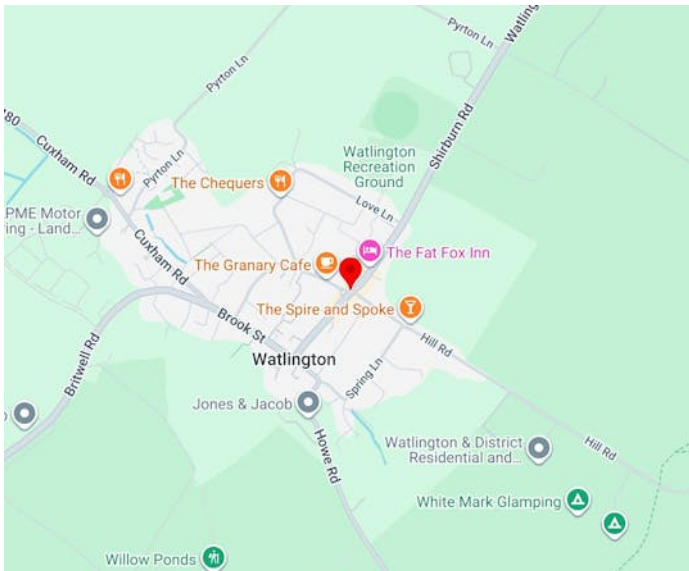 Pyrton Ln
Watling
Pyrton Ln
780
Cuxham Rd
Watlington
Recreation
Ground
Shirburn Rd
Pyrton Ln
The Chequers
Love Ln
PME Motor
ring - Land...
Cuxham Rd
The Granary Cafe
The Fat Fox Inn
The Spire and Spoke
Brook St
Hill Rd
Britwell Rd
Watlington
Spring Ln
Jones & Jacob
Howe Rd
Watlington & District
Residential and...
Hill Rd
White Mark Glamping
Willow Ponds